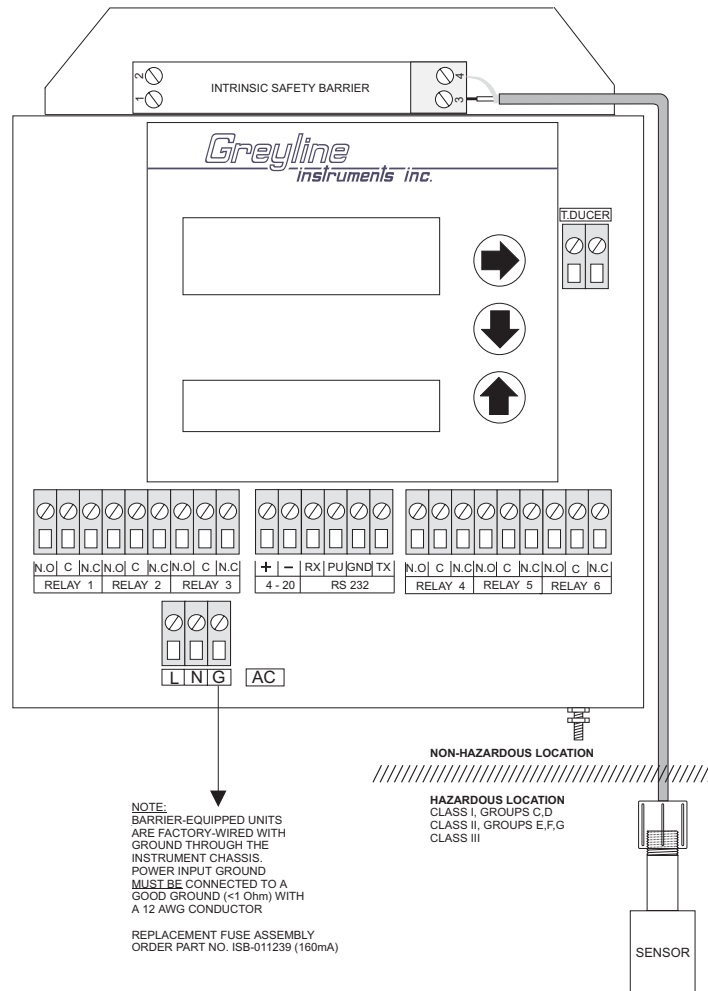 2
1
INTRINSIC SAFETY BARRIER
4
3
Greyline
instruments inc.
T.DUCER
N.O C N.C N.O C N.C N.O C N.C
RELAY 1 RELAY 2 RELAY 3
+ − RX PU GND TX
4 - 20 RS 232
N.O C N.C N.O C N.C N.O C N.C
RELAY 4 RELAY 5 RELAY 6
L N G AC
NON-HAZARDOUS LOCATION
HAZARDOUS LOCATION
CLASS I, GROUPS C,D
CLASS II, GROUPS E,F,G
CLASS III
NOTE:
BARRIER-EQUIPPED UNITS
ARE FACTORY-WIRED WITH
GROUND THROUGH THE
INSTRUMENT CHASSIS.
POWER INPUT GROUND
MUST BE CONNECTED TO A
GOOD GROUND (<1 Ohm) WITH
A 12 AWG CONDUCTOR
REPLACEMENT FUSE ASSEMBLY
ORDER PART NO. ISB-011239 (160mA)
SENSOR